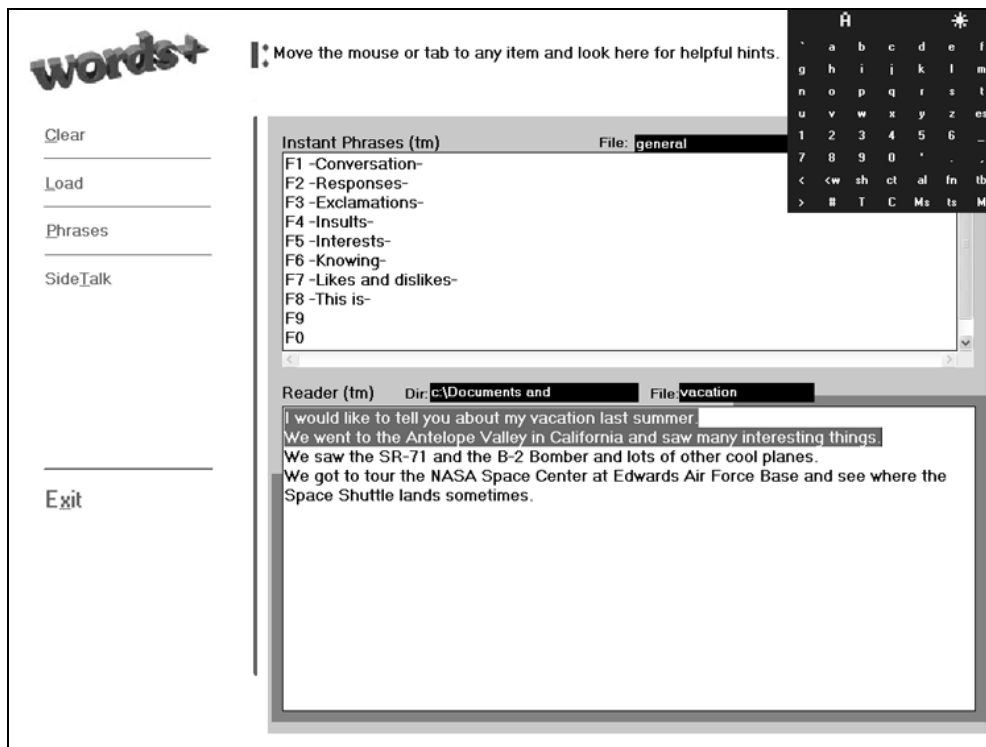 words+
Move the mouse or tab to any item and look here for helpful hints.
Clear
Load
Phrases
SideTalk
Exit
Instant Phrases (tm) File: general
F1 -Conversation-
F2 -Responses-
F3 -Exclamations-
F4 -Insults-
F5 -Interests-
F6 -Knowing-
F7 -Likes and dislikes-
F8 -This is-
F9
F0
Reader (tm) Dir: c:\Documents and File: vacation
I would like to tell you about my vacation last summer.
We went to the Antelope Valley in California and saw many interesting things.
We saw the SR-71 and the B-2 Bomber and lots of other cool planes.
We got to tour the NASA Space Center at Edwards Air Force Base and see where the
Space Shuttle lands sometimes.
A
` a b c d e f
g h i j k l m
n o p q r s t
u v w x y z es
1 2 3 4 5 6 _
7 8 9 0 ' . ,
< <w sh ct al fn tb
> # T C Ms ts M